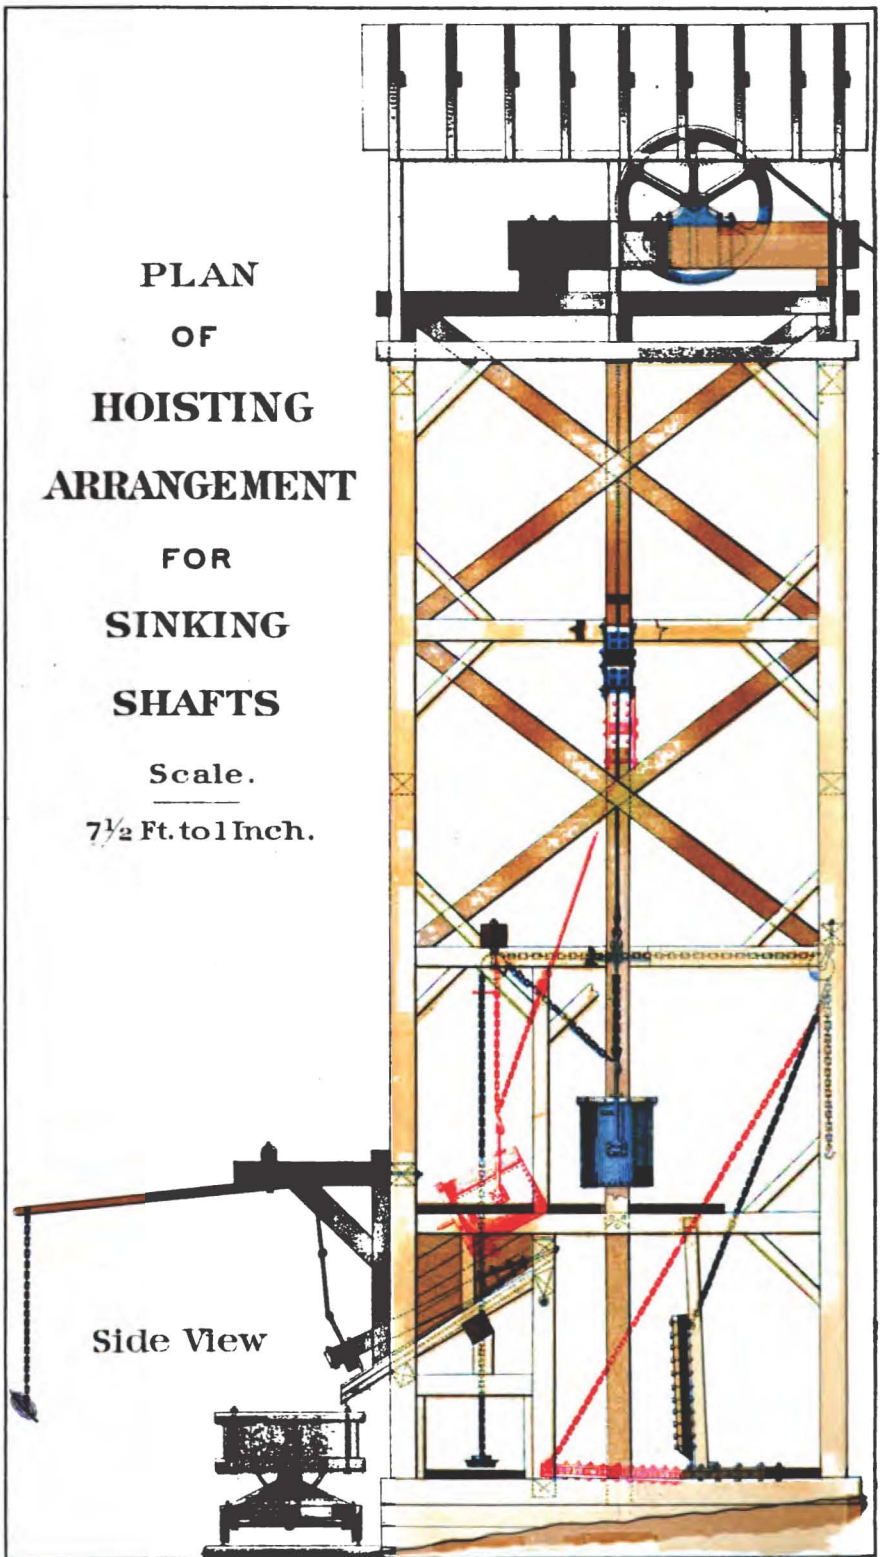 PLAN
OF
HOISTING
ARRANGEMENT
FOR
SINKING
SHAFTS
Scale.
7½ Ft. to 1 Inch.
Side View